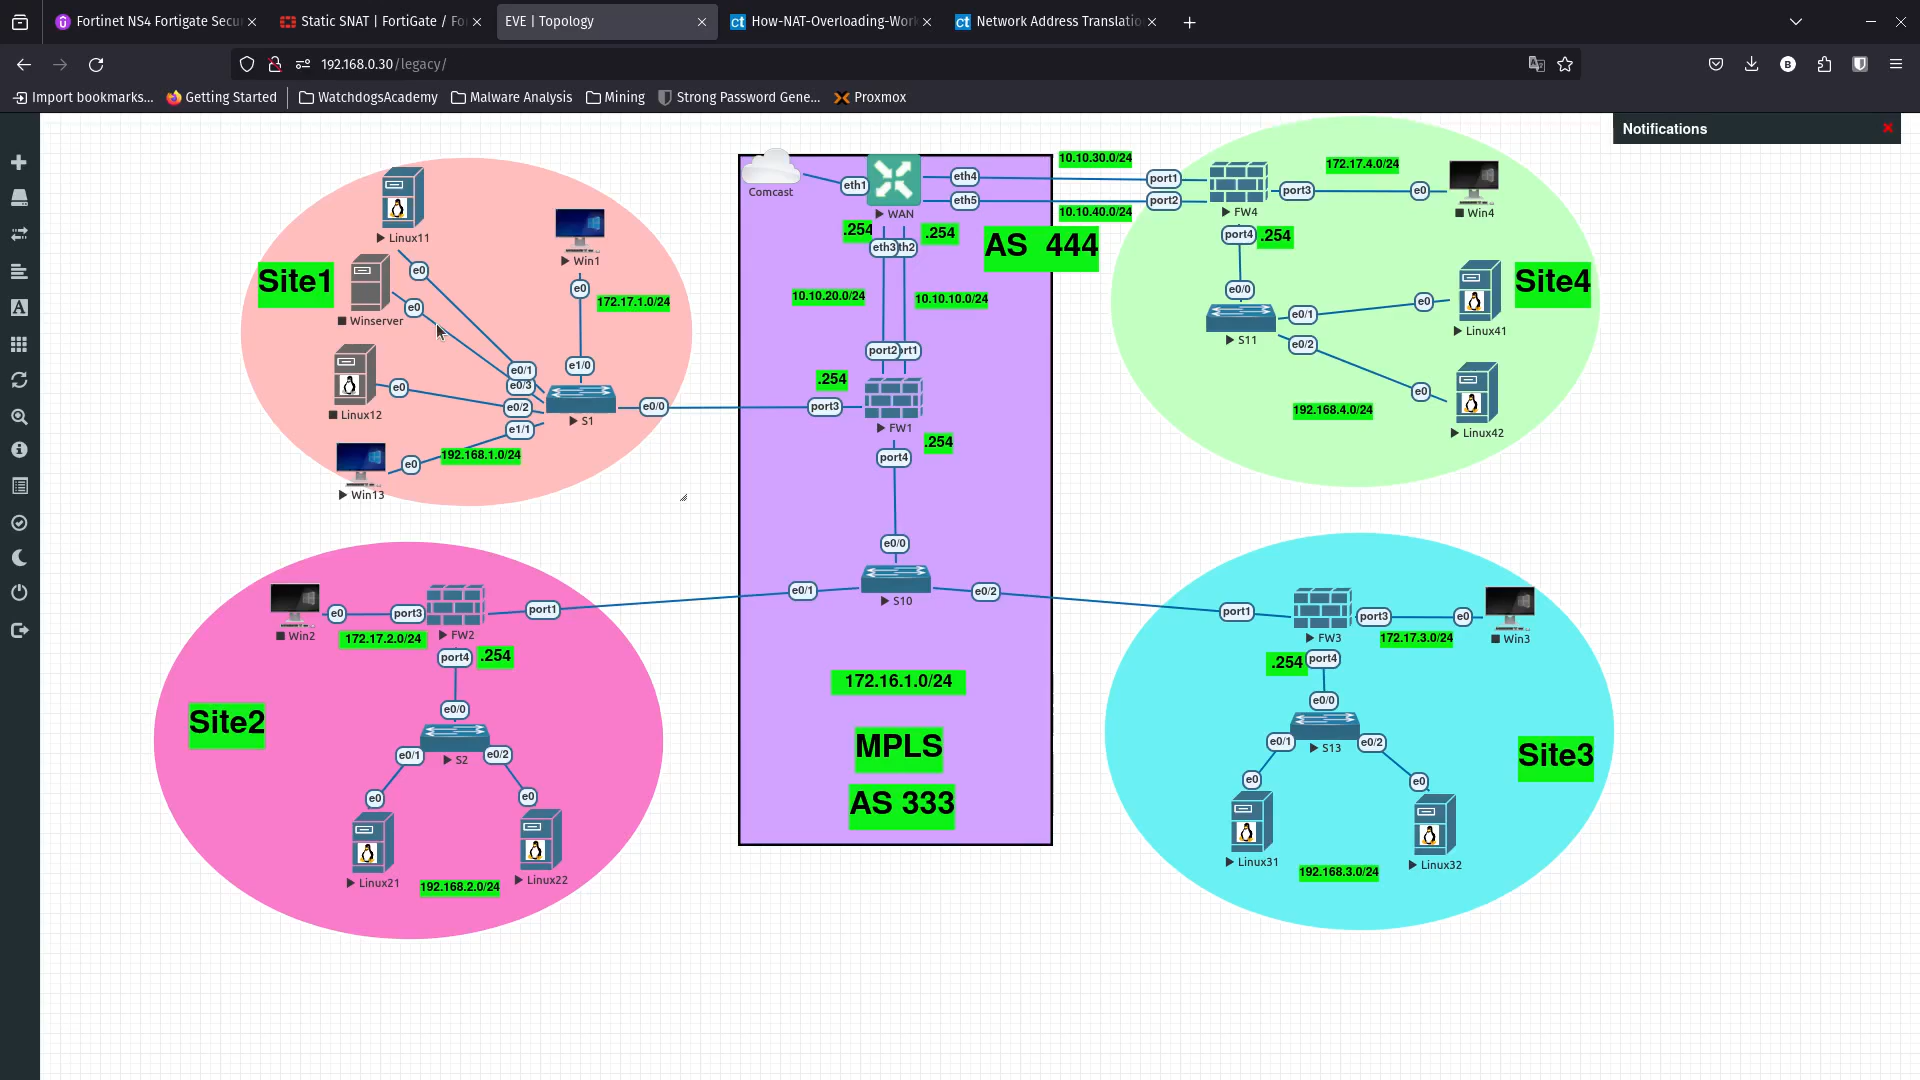 Fortinet NS4 Fortigate Secu
Static SNAT | FortiGate / Fo
EVE | Topology
How-NAT-Overloading-Wor
Network Address Translatio
192.168.0.30/legacy/
Import bookmarks...
Getting Started
WatchdogsAcademy
Malware Analysis
Mining
Strong Password Gene...
Proxmox
Notifications
Site1
Linux11
e0
Winserver
e0
Win1
e0
172.17.1.0/24
Linux12
e0
e0/1
e0/3
e0/2
e1/1
e1/0
S1
e0/0
Win13
e0
192.168.1.0/24
Comcast
eth1
WAN
eth4
eth5
10.10.30.0/24
10.10.40.0/24
.254
.254
eth3
th2
AS 444
10.10.20.0/24
10.10.10.0/24
port2
ort1
.254
port3
FW1
.254
port4
e0/0
e0/1
S10
e0/2
172.16.1.0/24
MPLS
AS 333
port1
port2
FW4
port3
172.17.4.0/24
e0
Win4
port4
.254
e0/0
S11
e0/1
e0/2
e0
Linux41
Site4
e0
Linux42
192.168.4.0/24
Win2
e0
port3
172.17.2.0/24
FW2
port1
port4
.254
Site2
e0/0
S2
e0/1
e0/2
e0
e0
Linux21
Linux22
192.168.2.0/24
port1
FW3
port3
e0
172.17.3.0/24
Win3
.254
port4
e0/0
S13
e0/1
e0/2
Site3
e0
e0
Linux31
Linux32
192.168.3.0/24